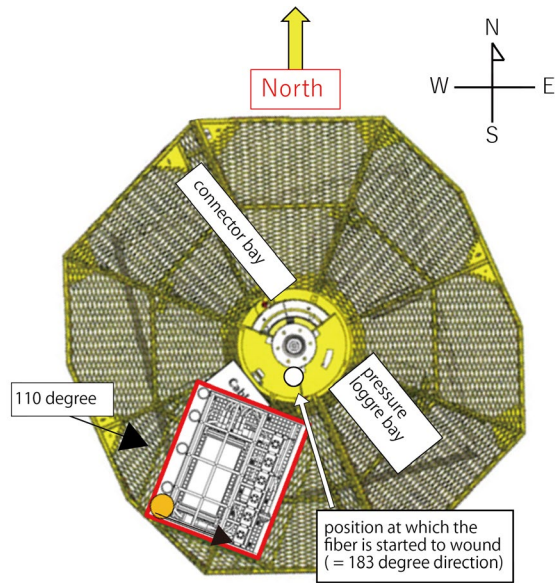 North
N
W E
S
connector bay
Cabl
pressure
loggre bay
110 degree
position at which the
fiber is started to wound
( = 183 degree direction)